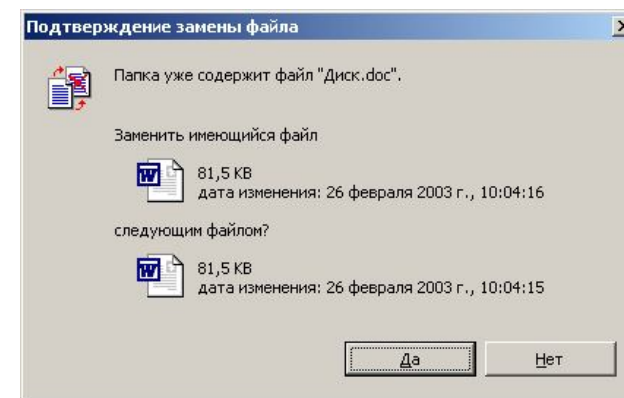 Подтверждение замены файла
Папка уже содержит файл "Диск.doc".
Заменить имеющийся файл
81,5 KB
дата изменения: 26 февраля 2003 г., 10:04:16
следующим файлом?
81,5 KB
дата изменения: 26 февраля 2003 г., 10:04:15
Да Нет